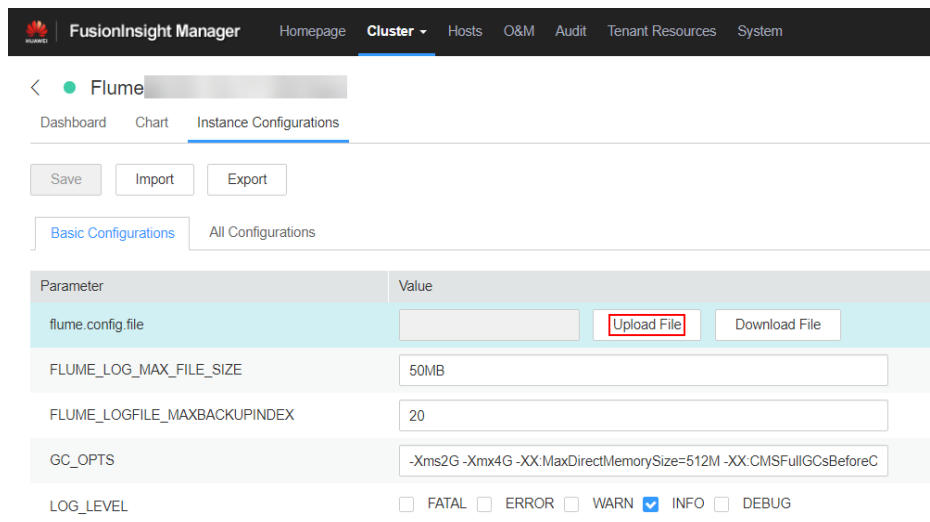 HUAWEI FusionInsight Manager Homepage Cluster Hosts O&M Audit Tenant Resources System
Flume
Dashboard Chart Instance Configurations
Save Import Export
Basic Configurations All Configurations
Parameter Value
flume.config.file Upload File Download File
FLUME_LOG_MAX_FILE_SIZE 50MB
FLUME_LOGFILE_MAXBACKUPINDEX 20
GC_OPTS -Xms2G -Xmx4G -XX:MaxDirectMemorySize=512M -XX:CMSFullGCsBeforeC
LOG_LEVEL FATAL ERROR WARN INFO DEBUG